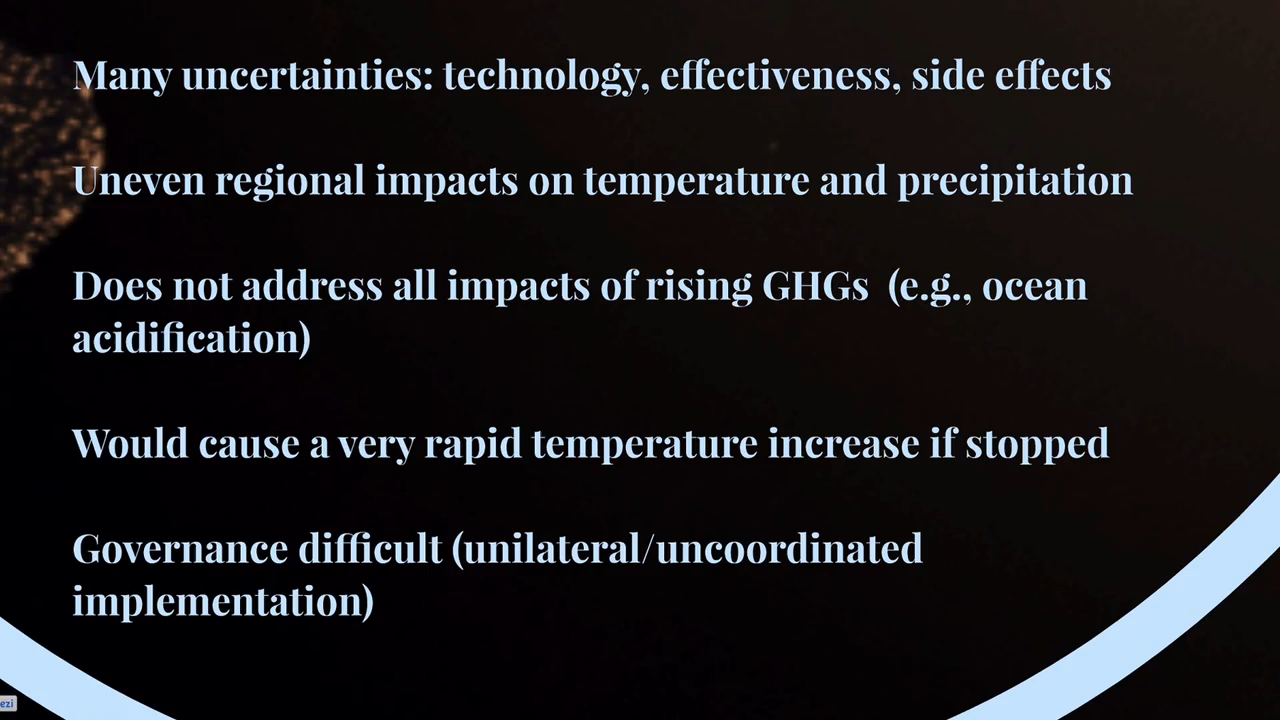 Many uncertainties: technology, effectiveness, side effects
Uneven regional impacts on temperature and precipitation
Does not address all impacts of rising GHGs  (e.g., ocean
acidification)
Would cause a very rapid temperature increase if stopped
Governance difficult (unilateral/uncoordinated
implementation)
ezi